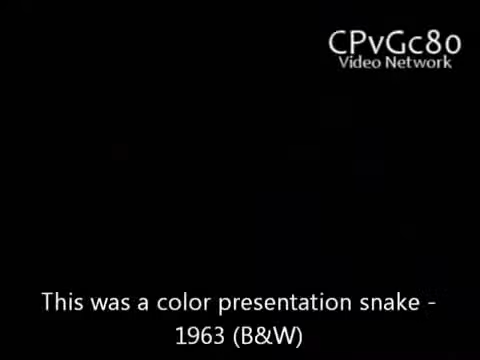 CPvGc80
Video Network
This was a color presentation snake -
1963 (B&W)